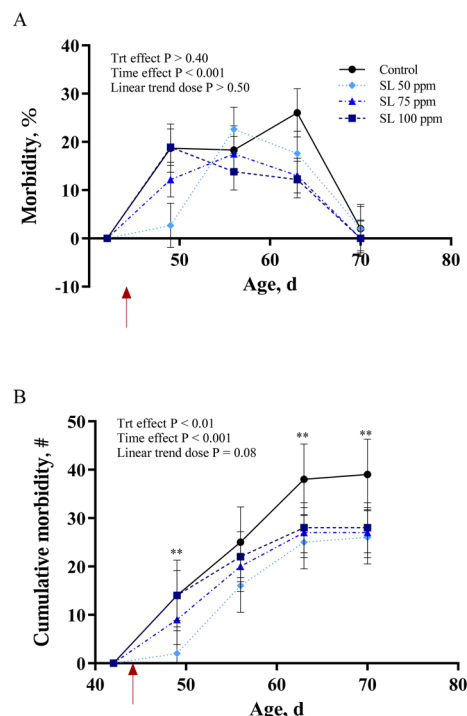 A
Trt effect P > 0.40
Time effect P < 0.001
Linear trend dose P > 0.50
Control
SL 50 ppm
SL 75 ppm
SL 100 ppm
Morbidity, %
40
30
20
10
0
-10
50
60
70
80
Age, d
B
Trt effect P < 0.01
Time effect P < 0.001
Linear trend dose P = 0.08
**
**
**
Cumulative morbidity, #
50
40
30
20
10
0
40
50
60
70
80
Age, d